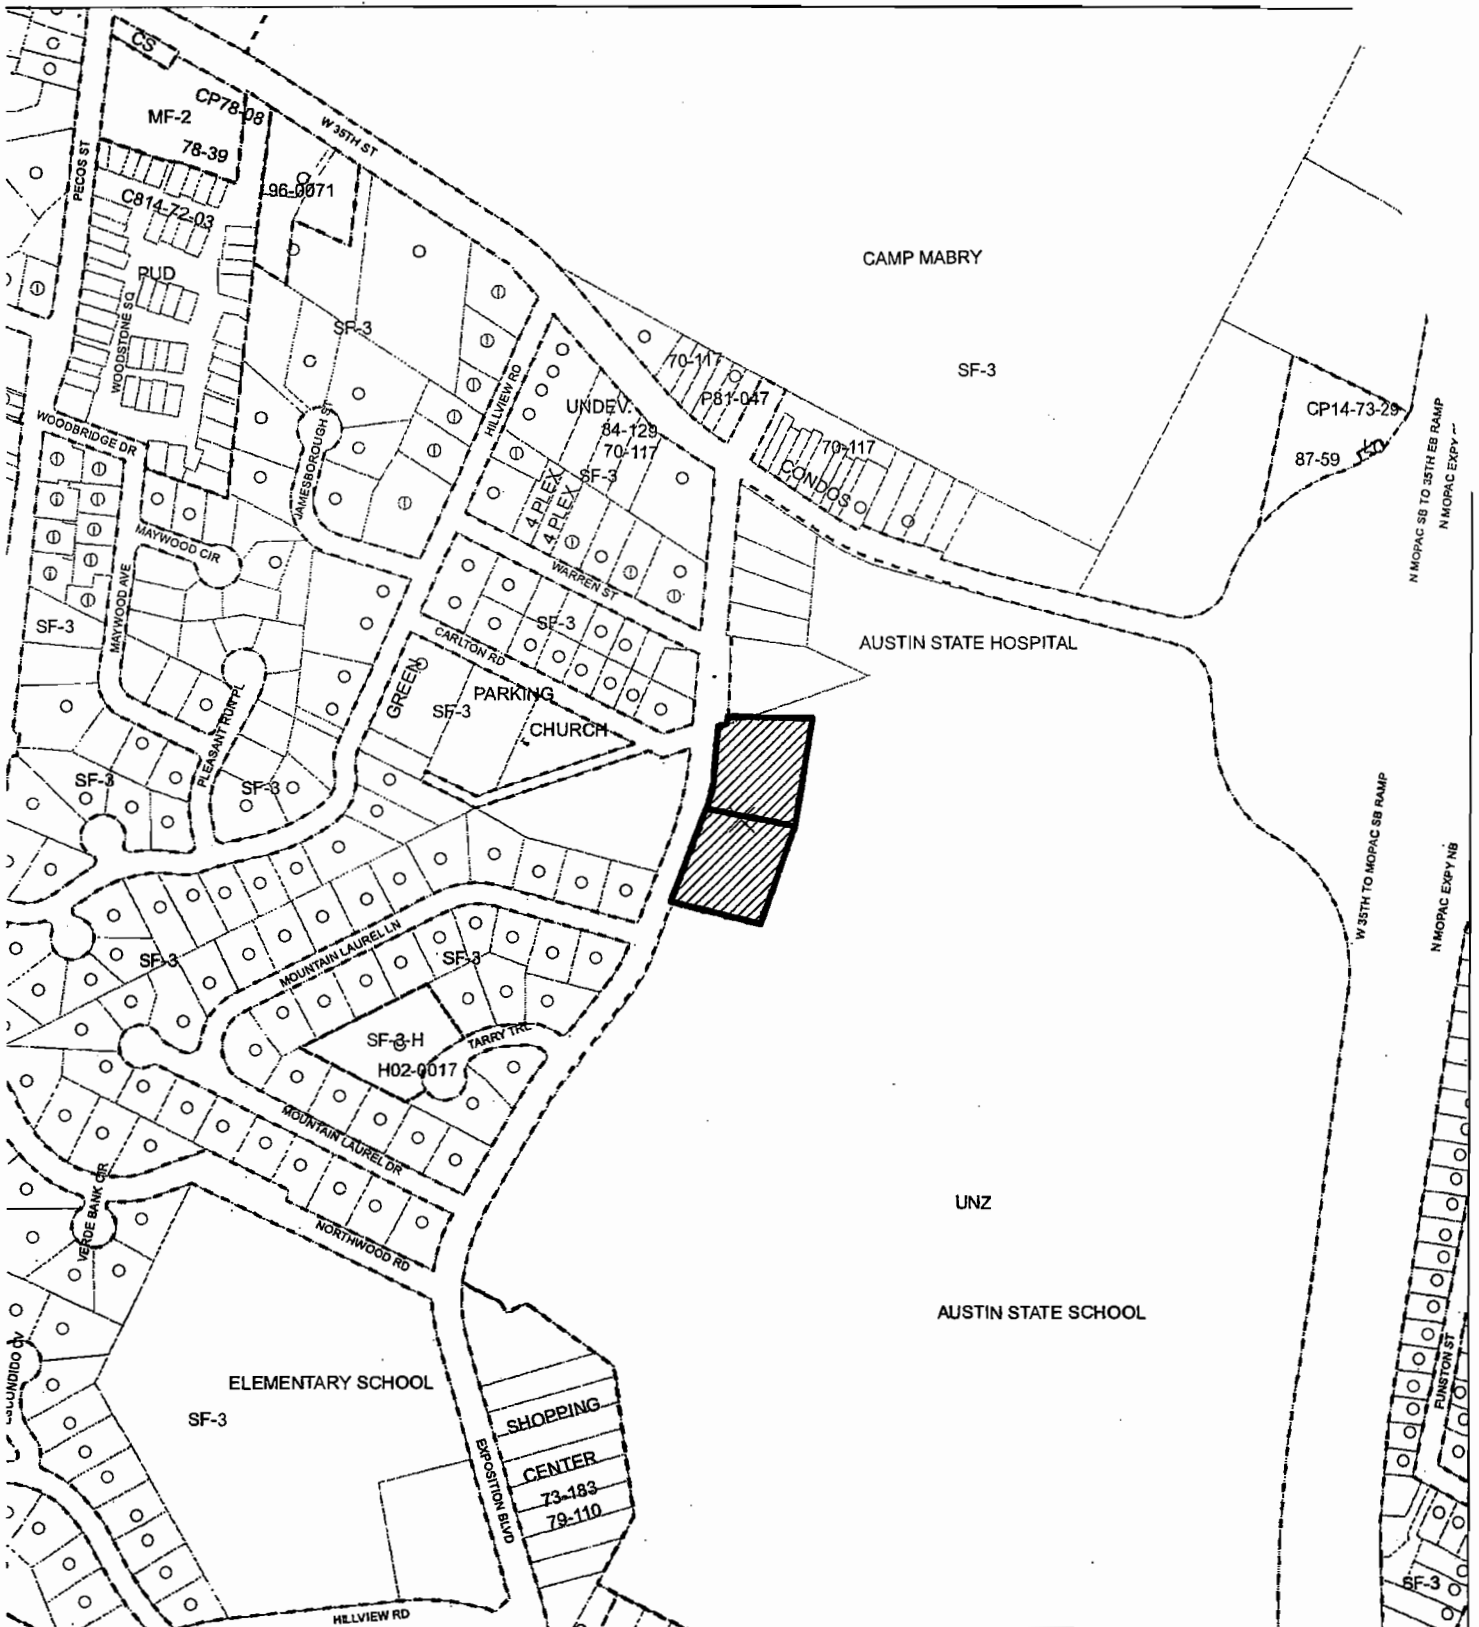 CS
CP78-08
MF-2
78-39
W 35TH ST
PECOS ST
96-0071
C814-72-03
PUD
WOODSTONE SQ
SF-3
CAMP MABRY
SF-3
HILLVIEW RD
70-117
P81-047
UNDEV.
84-129
70-117
SF-3
4 PLEX
4 PLEX
70-117
CONDOS
CP14-73-29
87-59
N MOPAC SB TO 35TH EB RAMP
WOODBRIDGE DR
JAMESBOROUGH ST
MAYWOOD CIR
MAYWOOD AVE
SF-3
WARREN ST
SF-3
CARLTON RD
AUSTIN STATE HOSPITAL
GREEN
PARKING
SF-3
CHURCH
PLEASANT RUN PL
SF-3
SF-3
W 35TH TO MOPAC SB RAMP
N MOPAC EXPY NB
MOUNTAIN LAUREL LN
SF-3
SF-3
SF-3-H
TARRY TRL
H02-0017
MOUNTAIN LAUREL DR
VERDE BANK CIR
NORTHWOOD RD
UNZ
AUSTIN STATE SCHOOL
ELEMENTARY SCHOOL
SF-3
SHOPPING
CENTER
73-183
79-110
EXPOSITION BLVD
FUNSTON ST
SF-3
HILLVIEW RD